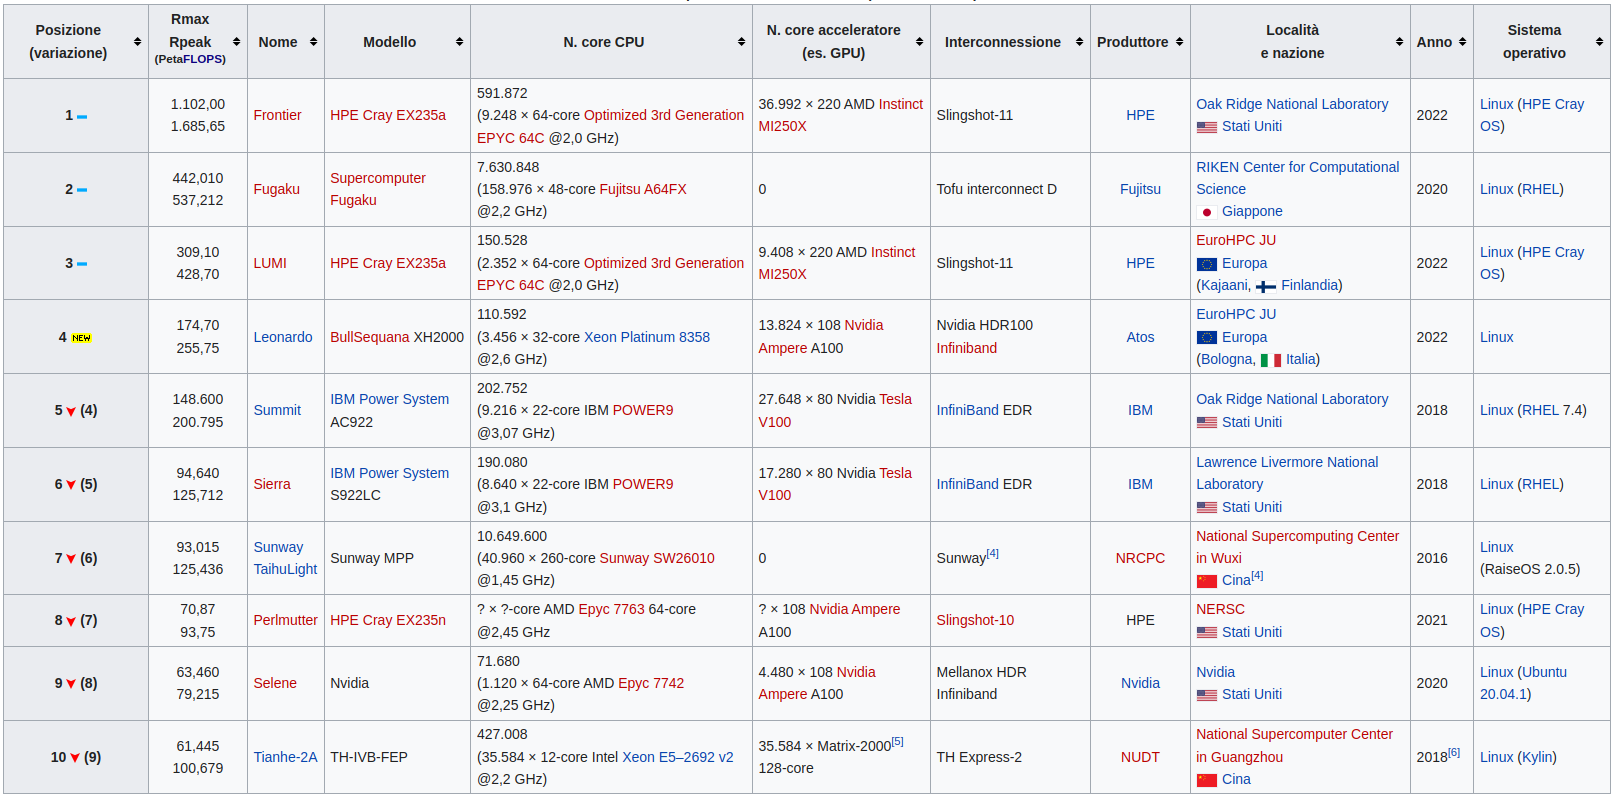 Posizione
(variazione)
Rmax
Rpeak
(PetaFLOPS)
Nome
Modello
N. core CPU
N. core acceleratore
(es. GPU)
Interconnessione
Produttore
Località
e nazione
Anno
Sistema
operativo
1
1.102,00
1.685,65
Frontier
HPE Cray EX235a
591.872
(9.248 × 64-core Optimized 3rd Generation
EPYC 64C @2,0 GHz)
36.992 × 220 AMD Instinct
MI250X
Slingshot-11
HPE
Oak Ridge National Laboratory
Stati Uniti
2022
Linux (HPE Cray
OS)
2
442,010
537,212
Fugaku
Supercomputer
Fugaku
7.630.848
(158.976 × 48-core Fujitsu A64FX
@2,2 GHz)
0
Tofu interconnect D
Fujitsu
RIKEN Center for Computational
Science
Giappone
2020
Linux (RHEL)
3
309,10
428,70
LUMI
HPE Cray EX235a
150.528
(2.352 × 64-core Optimized 3rd Generation
EPYC 64C @2,0 GHz)
9.408 × 220 AMD Instinct
MI250X
Slingshot-11
HPE
EuroHPC JU
Europa
(Kajaani, Finlandia)
2022
Linux (HPE Cray
OS)
4 NEW
174,70
255,75
Leonardo
BullSequana XH2000
110.592
(3.456 × 32-core Xeon Platinum 8358
@2,6 GHz)
13.824 × 108 Nvidia
Ampere A100
Nvidia HDR100
Infiniband
Atos
EuroHPC JU
Europa
(Bologna, Italia)
2022
Linux
5 (4)
148.600
200.795
Summit
IBM Power System
AC922
202.752
(9.216 × 22-core IBM POWER9
@3,07 GHz)
27.648 × 80 Nvidia Tesla
V100
InfiniBand EDR
IBM
Oak Ridge National Laboratory
Stati Uniti
2018
Linux (RHEL 7.4)
6 (5)
94,640
125,712
Sierra
IBM Power System
S922LC
190.080
(8.640 × 22-core IBM POWER9
@3,1 GHz)
17.280 × 80 Nvidia Tesla
V100
InfiniBand EDR
IBM
Lawrence Livermore National
Laboratory
Stati Uniti
2018
Linux (RHEL)
7 (6)
93,015
125,436
Sunway
TaihuLight
Sunway MPP
10.649.600
(40.960 × 260-core Sunway SW26010
@1,45 GHz)
0
Sunway[4]
NRCPC
National Supercomputing Center
in Wuxi
Cina[4]
2016
Linux
(RaiseOS 2.0.5)
8 (7)
70,87
93,75
Perlmutter
HPE Cray EX235n
? × ?-core AMD Epyc 7763 64-core
@2,45 GHz
? × 108 Nvidia Ampere
A100
Slingshot-10
HPE
NERSC
Stati Uniti
2021
Linux (HPE Cray
OS)
9 (8)
63,460
79,215
Selene
Nvidia
71.680
(1.120 × 64-core AMD Epyc 7742
@2,25 GHz)
4.480 × 108 Nvidia
Ampere A100
Mellanox HDR
Infiniband
Nvidia
Nvidia
Stati Uniti
2020
Linux (Ubuntu
20.04.1)
10 (9)
61,445
100,679
Tianhe-2A
TH-IVB-FEP
427.008
(35.584 × 12-core Intel Xeon E5–2692 v2
@2,2 GHz)
35.584 × Matrix-2000[5]
128-core
TH Express-2
NUDT
National Supercomputer Center
in Guangzhou
Cina
2018[6]
Linux (Kylin)